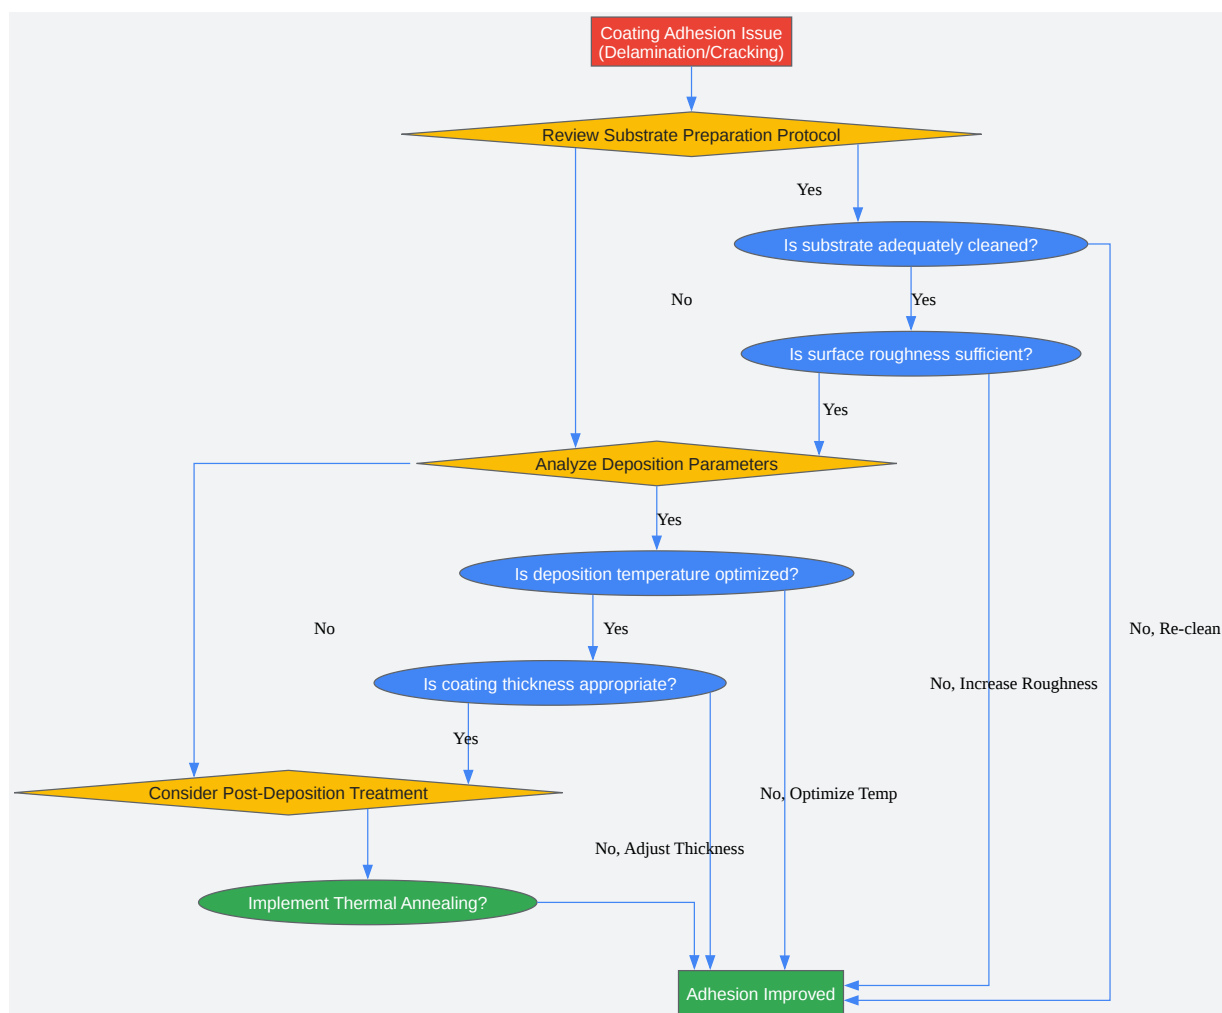 Coating Adhesion Issue
(Delamination/Cracking)
Review Substrate Preparation Protocol
Yes
Is substrate adequately cleaned?
No
Yes
Is surface roughness sufficient?
Yes
Analyze Deposition Parameters
Yes
Is deposition temperature optimized?
No
Yes
No, Re-clean
Is coating thickness appropriate?
No, Increase Roughness
Yes
Consider Post-Deposition Treatment
No, Optimize Temp
No, Adjust Thickness
Implement Thermal Annealing?
Adhesion Improved